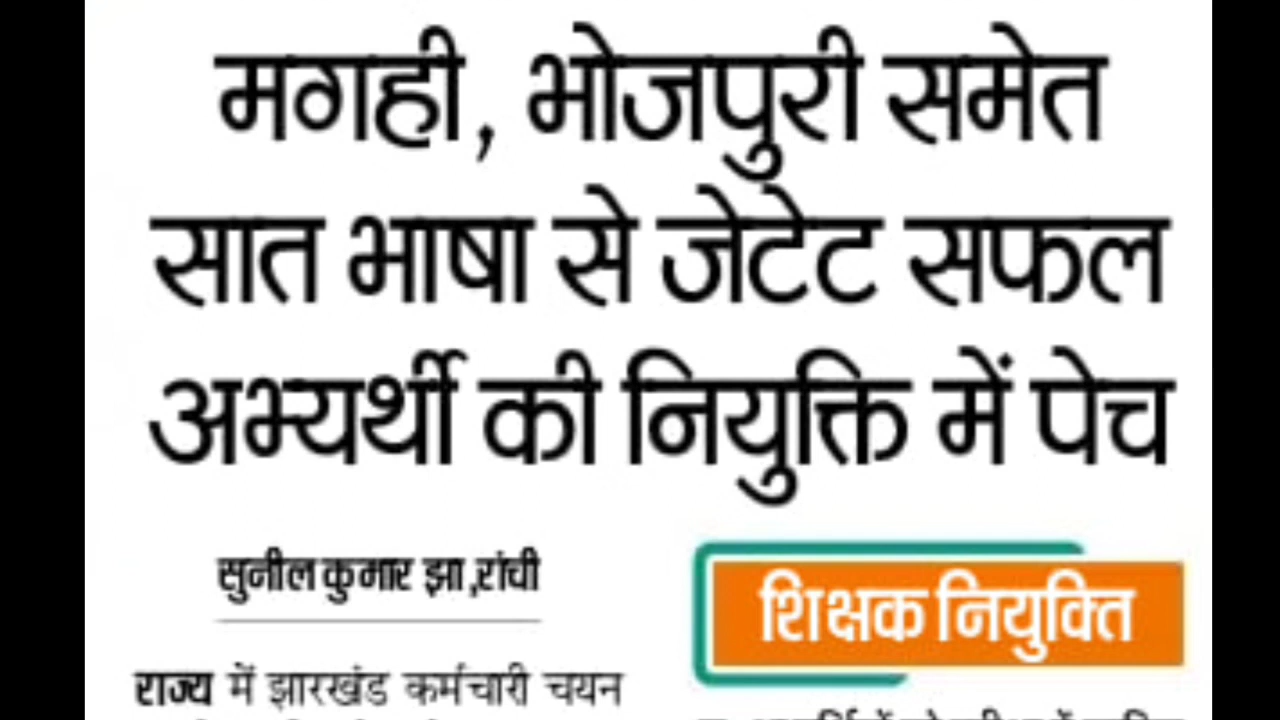 मगही, भोजपुरी समेत
सात भाषा से जेटेट सफल
अभ्यर्थी की नियुक्ति में पेच
सुनील कुमार झा ,रांची
शिक्षक नियुक्ति
राज्य में झारखंड कर्मचारी चयन